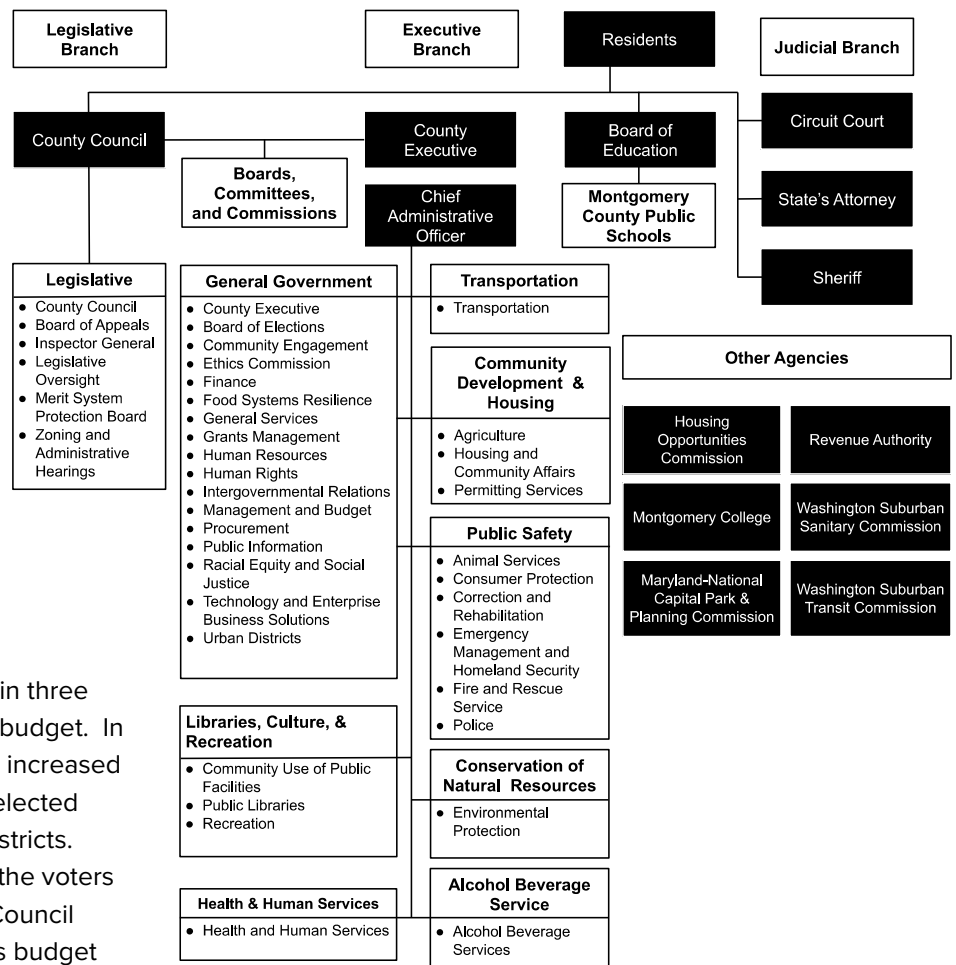 Legislative
Branch
Executive
Branch
Residents
Judicial Branch
County Council
County
Executive
Board of
Education
Circuit Court
Boards,
Committees,
and Commissions
Chief
Administrative
Officer
Montgomery
County Public
Schools
State's Attorney
Sheriff
Legislative
● County Council
● Board of Appeals
● Inspector General
● Legislative
Oversight
● Merit System
Protection Board
● Zoning and
Administrative
Hearings
General Government
● County Executive
● Board of Elections
● Community Engagement
● Ethics Commission
● Finance
● Food Systems Resilience
● General Services
● Grants Management
● Human Resources
● Human Rights
● Intergovernmental Relations
● Management and Budget
● Procurement
● Public Information
● Racial Equity and Social
Justice
● Technology and Enterprise
Business Solutions
● Urban Districts
Transportation
● Transportation
Community
Development & 
Housing
● Agriculture
● Housing and
Community Affairs
● Permitting Services
Public Safety
● Animal Services
● Consumer Protection
● Correction and
Rehabilitation
● Emergency
Management and
Homeland Security
● Fire and Rescue
Service
● Police
Other Agencies
Housing
Opportunities
Commission
Revenue Authority
Montgomery College
Washington Suburban
Sanitary Commission
Maryland-National
Capital Park &
Planning Commission
Washington Suburban
Transit Commission
Libraries, Culture, &
Recreation
● Community Use of Public
Facilities
● Public Libraries
● Recreation
Conservation of
Natural Resources
● Environmental
Protection
Health & Human Services
● Health and Human Services
Alcohol Beverage
Service
● Alcohol Beverage
Services
in three
budget. In
increased
elected
stricts.
the voters
Council
s budget